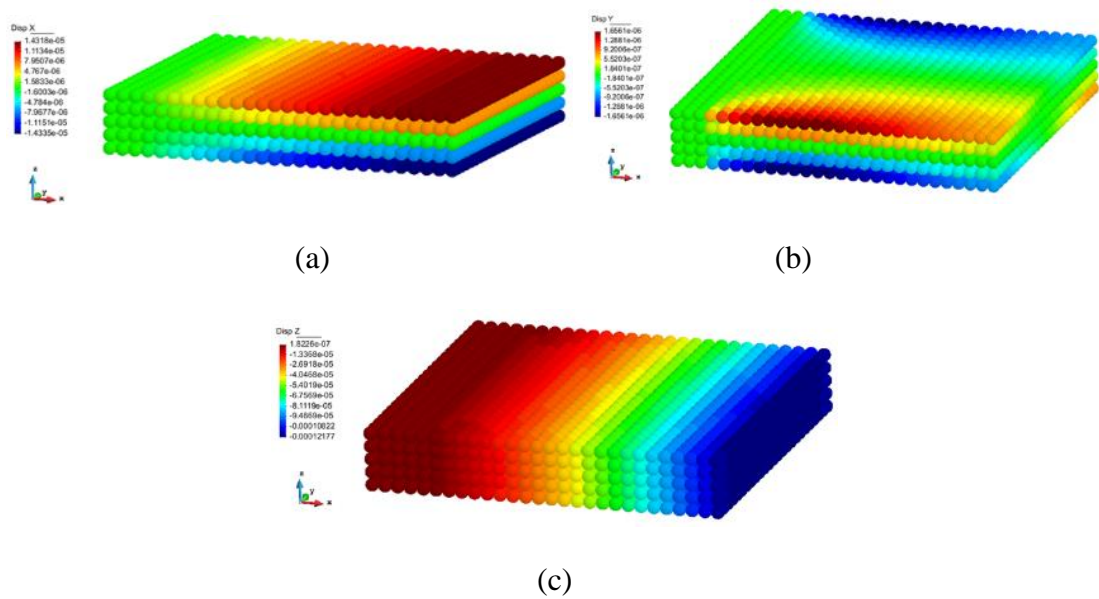 Disp X
1.4318e-05
1.1134e-05
7.9507e-06
4.767e-06
1.5833e-06
-1.6003e-06
-4.784e-06
-7.9677e-06
-1.1151e-05
-1.4335e-05
z
y
x
(a)
Disp Y
1.6561e-06
1.2881e-06
9.2006e-07
5.5203e-07
1.8401e-07
-1.8401e-07
-5.5203e-07
-9.2006e-07
-1.2881e-06
-1.6561e-06
z
y
x
(b)
Disp Z
1.8226e-07
-1.3368e-05
-2.6918e-05
-4.0468e-05
-5.4019e-05
-6.7569e-05
-8.1119e-05
-9.4669e-05
-0.00010822
-0.00012177
z
y
x
(c)